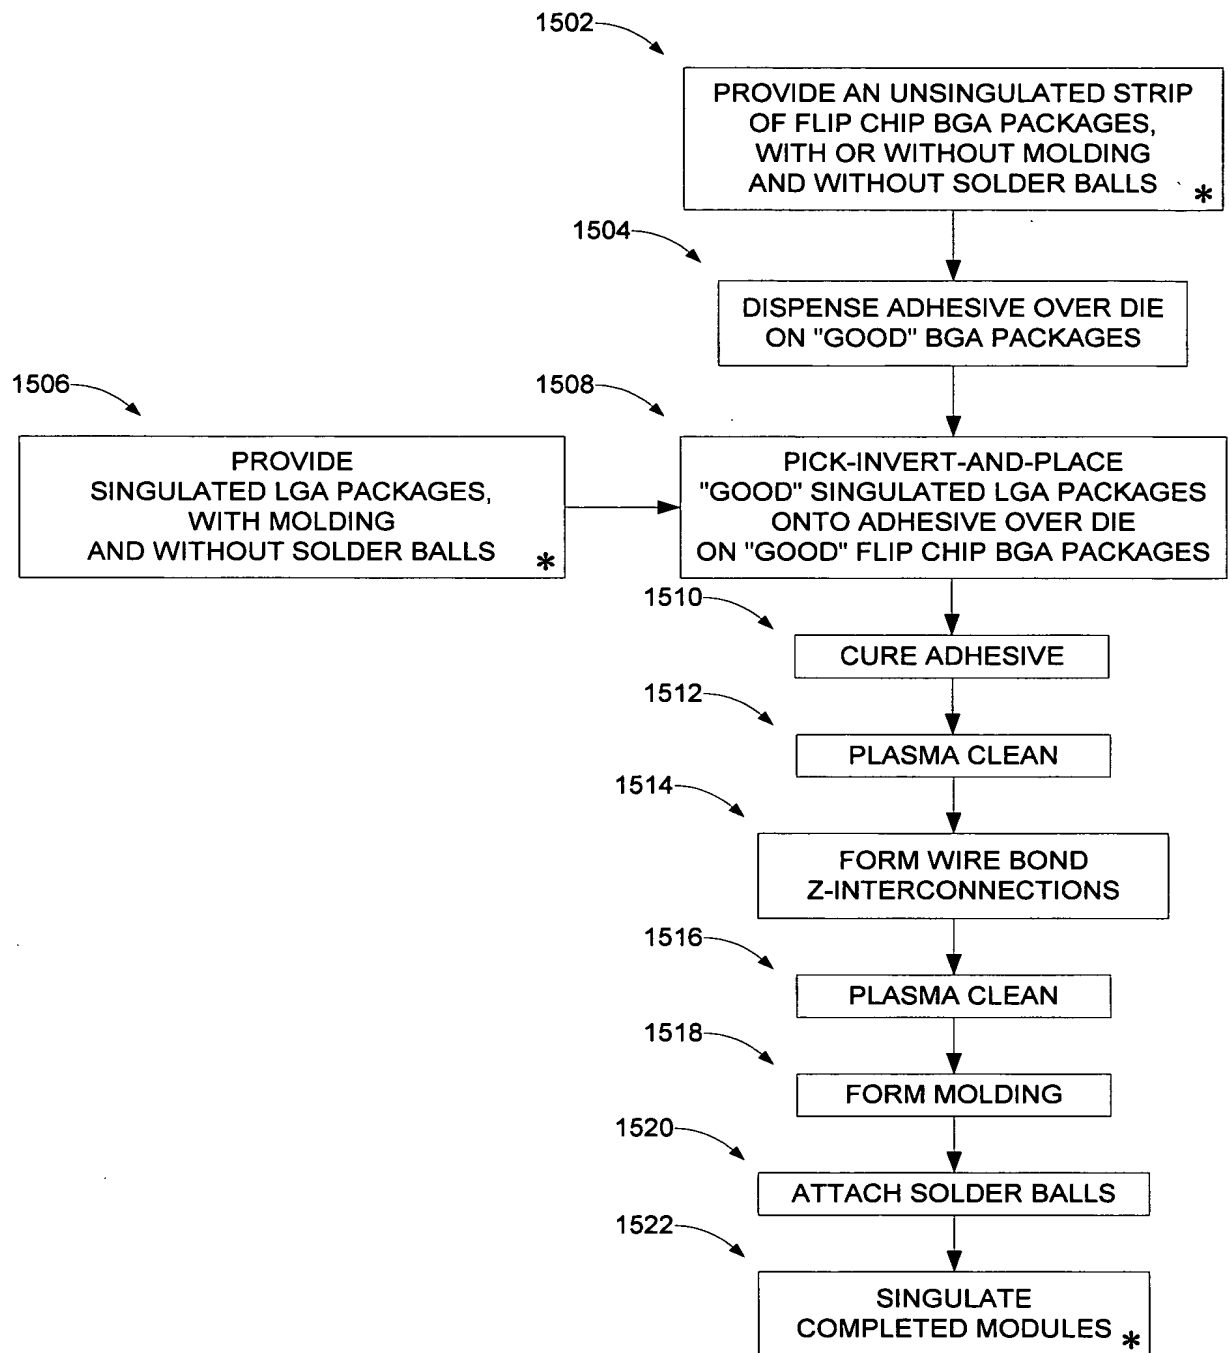 1502
PROVIDE AN UNSINGULATED STRIP
OF FLIP CHIP BGA PACKAGES,
WITH OR WITHOUT MOLDING
AND WITHOUT SOLDER BALLS *
1504
DISPENSE ADHESIVE OVER DIE
ON "GOOD" BGA PACKAGES
1506
PROVIDE
SINGULATED LGA PACKAGES,
WITH MOLDING
AND WITHOUT SOLDER BALLS *
1508
PICK-INVERT-AND-PLACE
"GOOD" SINGULATED LGA PACKAGES
ONTO ADHESIVE OVER DIE
ON "GOOD" FLIP CHIP BGA PACKAGES
1510
CURE ADHESIVE
1512
PLASMA CLEAN
1514
FORM WIRE BOND
Z-INTERCONNECTIONS
1516
PLASMA CLEAN
1518
FORM MOLDING
1520
ATTACH SOLDER BALLS
1522
SINGULATE
COMPLETED MODULES *